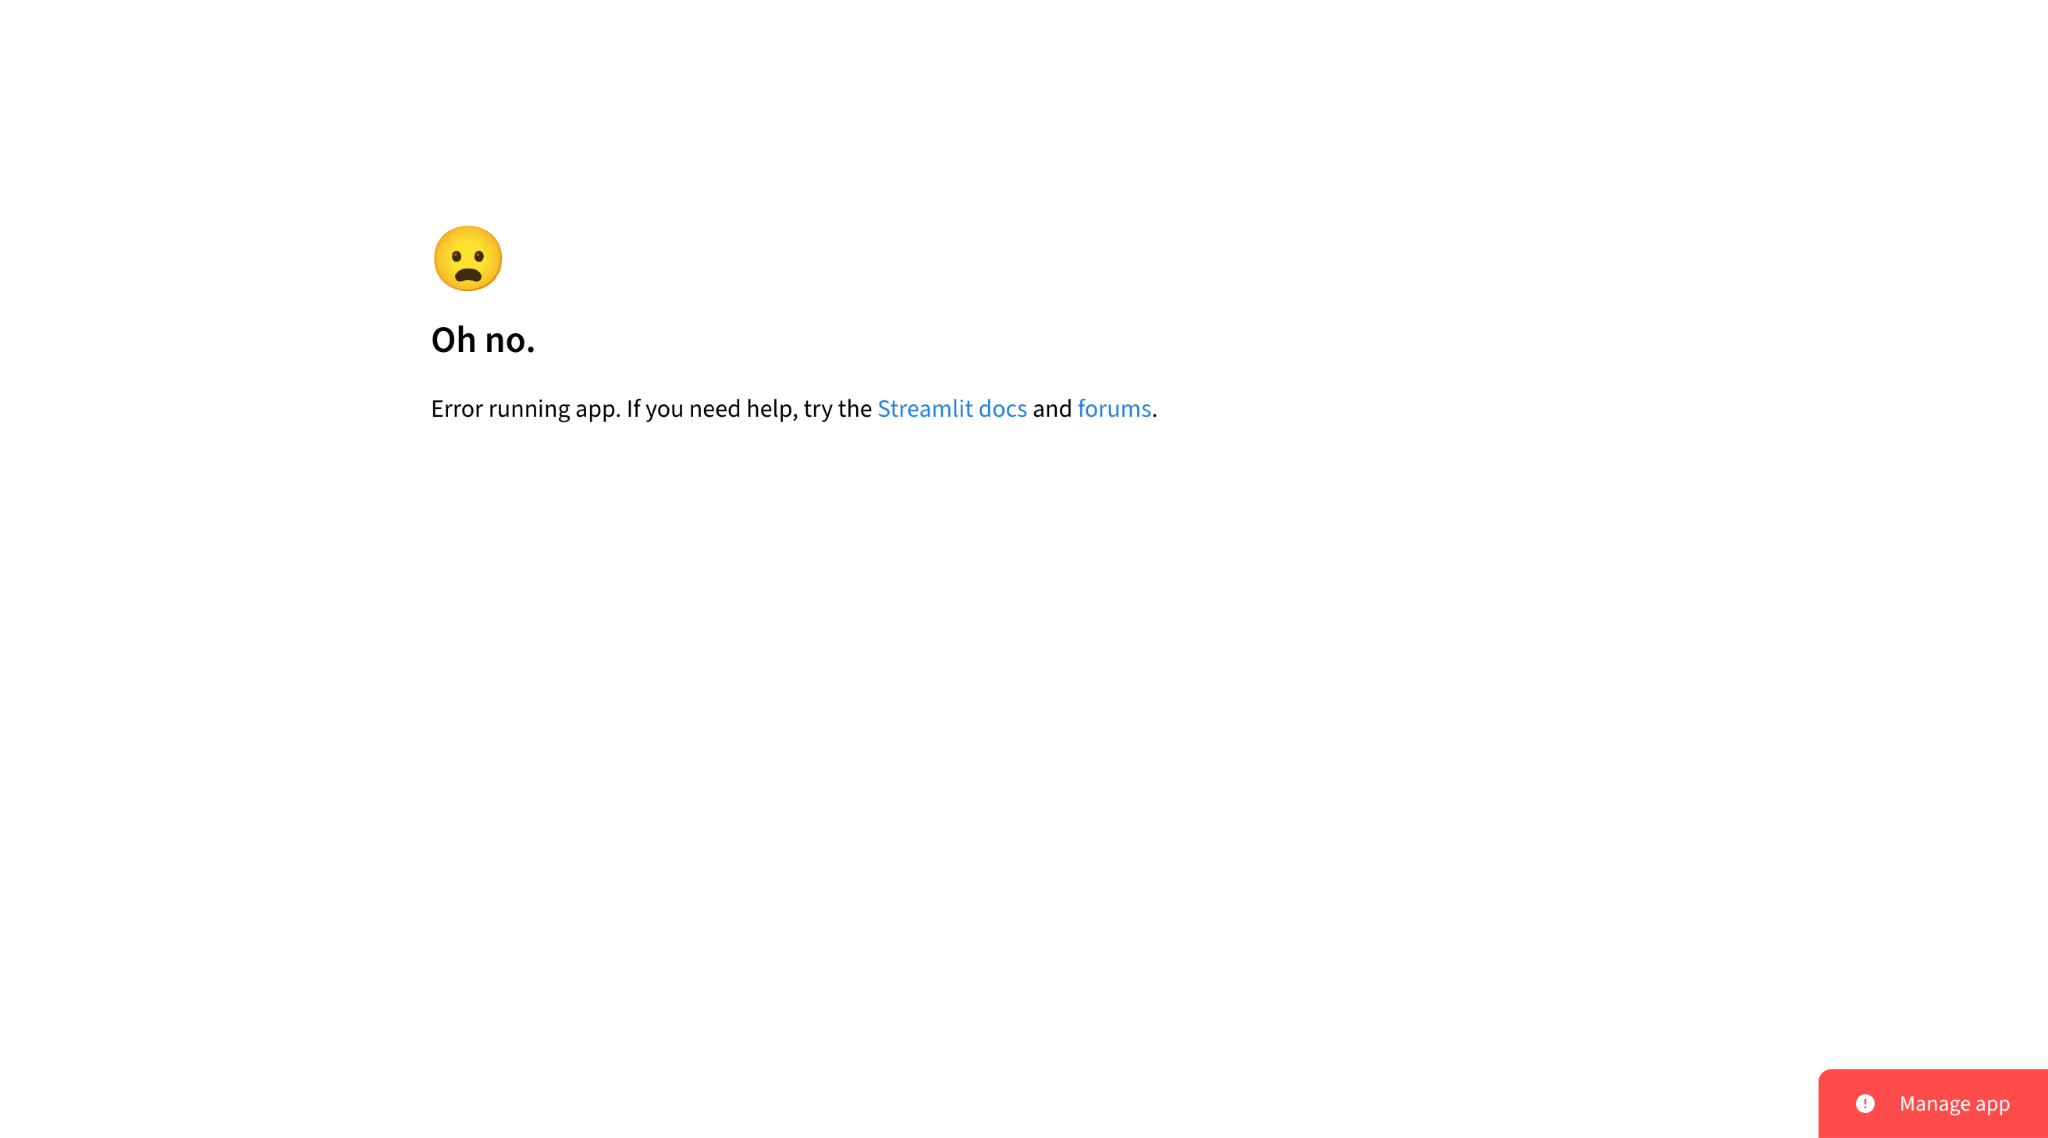 Oh no.
Error running app. If you need help, try the Streamlit docs and forums.
Manage app